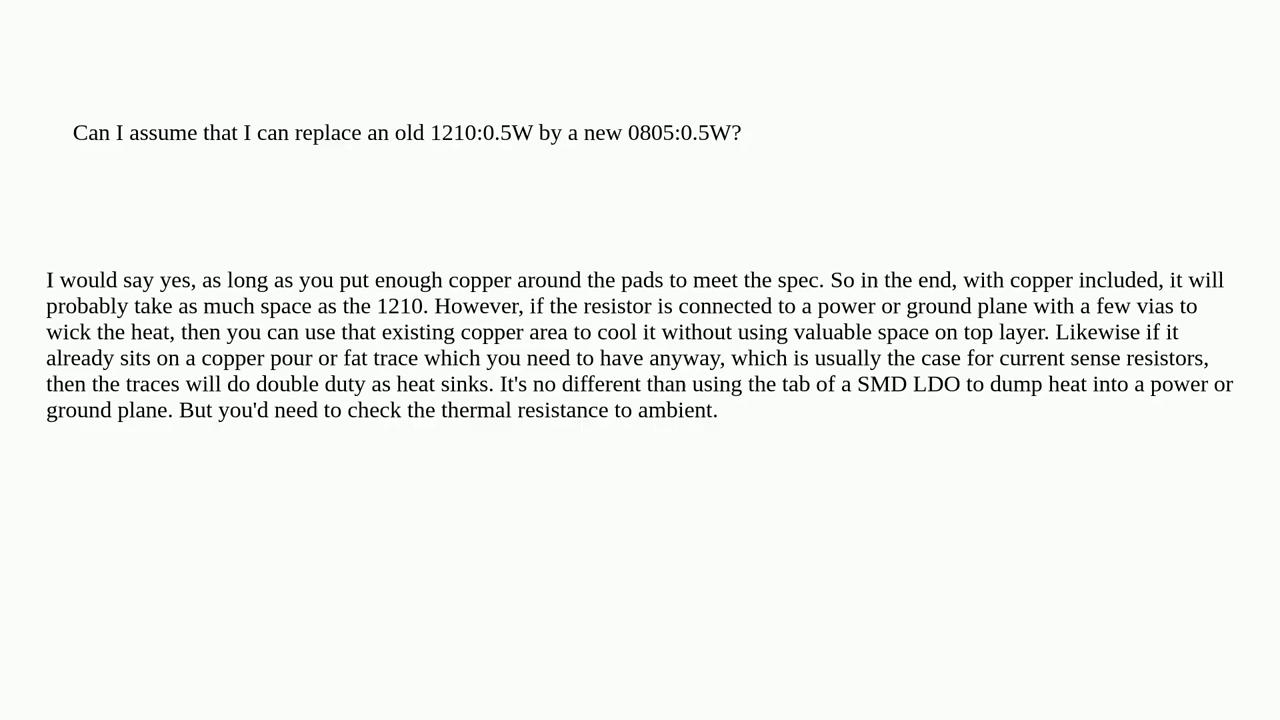 Can I assume that I can replace an old 1210:0.5W by a new 0805:0.5W?
I would say yes, as long as you put enough copper around the pads to meet the spec. So in the end, with copper included, it will
probably take as much space as the 1210. However, if the resistor is connected to a power or ground plane with a few vias to
wick the heat, then you can use that existing copper area to cool it without using valuable space on top layer. Likewise if it
already sits on a copper pour or fat trace which you need to have anyway, which is usually the case for current sense resistors,
then the traces will do double duty as heat sinks. It's no different than using the tab of a SMD LDO to dump heat into a power or
ground plane. But you'd need to check the thermal resistance to ambient.